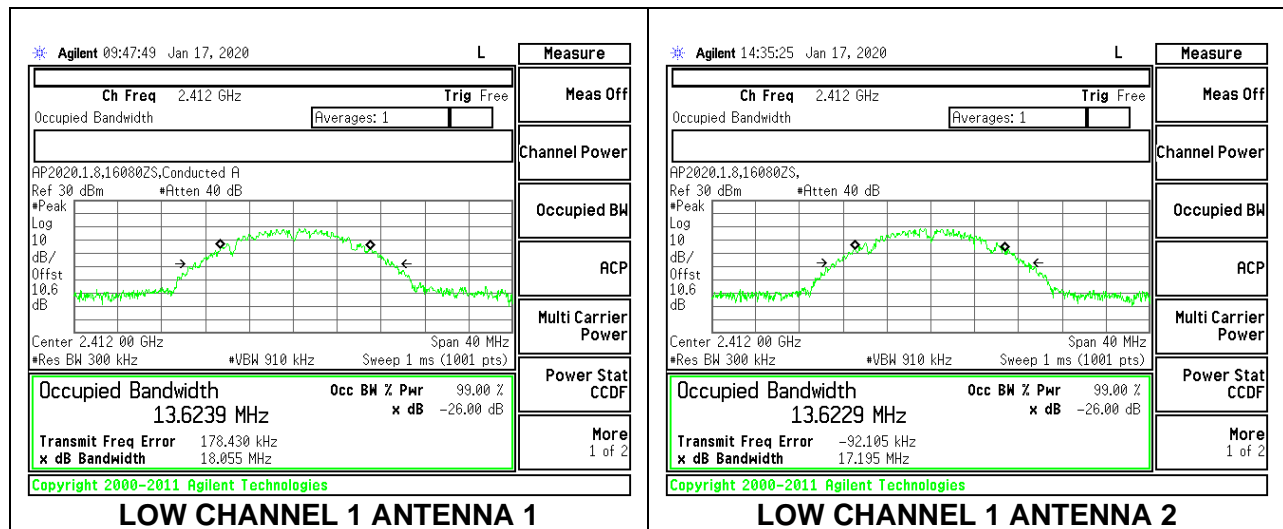 Agilent 09:47:49 Jan 17, 2020 L
Measure
Ch Freq 2.412 GHz Trig Free
Meas Off
Occupied Bandwidth Averages: 1
Channel Power
AP2020.1.8,16080ZS,Conducted A
Ref 30 dBm #Atten 40 dB
#Peak
Occupied BW
Log
10
dB/
ACP
Offst
10.6
dB
Multi Carrier
Power
Center 2.412 00 GHz Span 40 MHz
#Res BW 300 kHz #VBW 910 kHz Sweep 1 ms (1001 pts)
Power Stat
CCDF
Occupied Bandwidth Occ BW % Pwr 99.00 %
13.6239 MHz x dB -26.00 dB
Transmit Freq Error 178.430 kHz
x dB Bandwidth 18.055 MHz
More
1 of 2
Copyright 2000-2011 Agilent Technologies
LOW CHANNEL 1 ANTENNA 1
Agilent 14:35:25 Jan 17, 2020 L
Measure
Ch Freq 2.412 GHz Trig Free
Meas Off
Occupied Bandwidth Averages: 1
Channel Power
AP2020.1.8,16080ZS,
Ref 30 dBm #Atten 40 dB
#Peak
Occupied BW
Log
10
dB/
ACP
Offst
10.6
dB
Multi Carrier
Power
Center 2.412 00 GHz Span 40 MHz
#Res BW 300 kHz #VBW 910 kHz Sweep 1 ms (1001 pts)
Power Stat
CCDF
Occupied Bandwidth Occ BW % Pwr 99.00 %
13.6229 MHz x dB -26.00 dB
Transmit Freq Error -92.105 kHz
x dB Bandwidth 17.195 MHz
More
1 of 2
Copyright 2000-2011 Agilent Technologies
LOW CHANNEL 1 ANTENNA 2